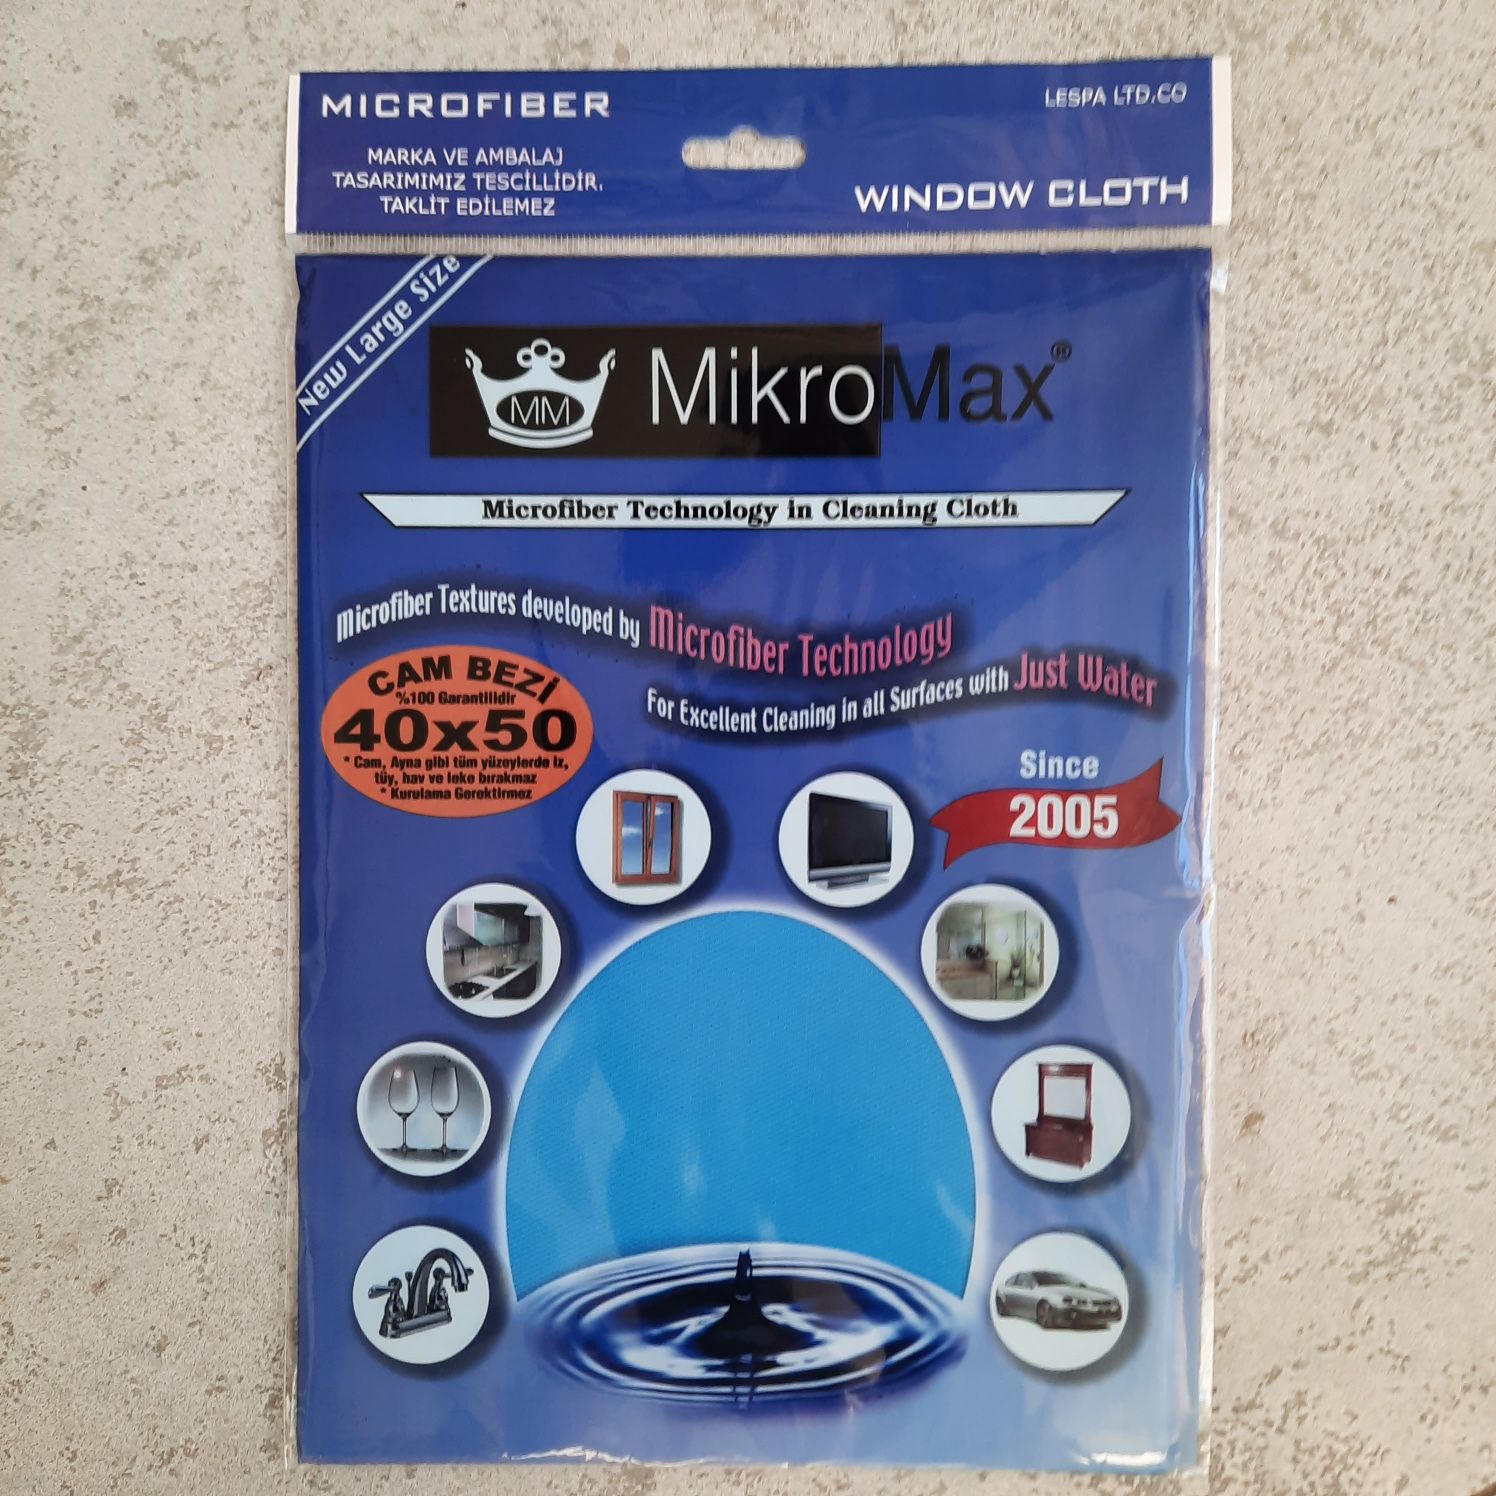 MICROFIBER
LESPA LTD.CO
MARKA VE AMBALAJ
TASARIMIMIZ TESCİLLİDİR.
TAKLİT EDİLEMEZ
WINDOW CLOTH
New Large Size
MM
MikroMax®
Microfiber Technology in Cleaning Cloth
Microfiber Textures developed by Microfiber Technology
For Excellent Cleaning in all Surfaces with Just Water
CAM BEZİ
%100 Garantilidir
40x50
* Cam, Ayna gibi tüm yüzeylerde iz,
tüy, hav ve leke bırakmaz
* Kurulama Gerektirmez
Since
2005